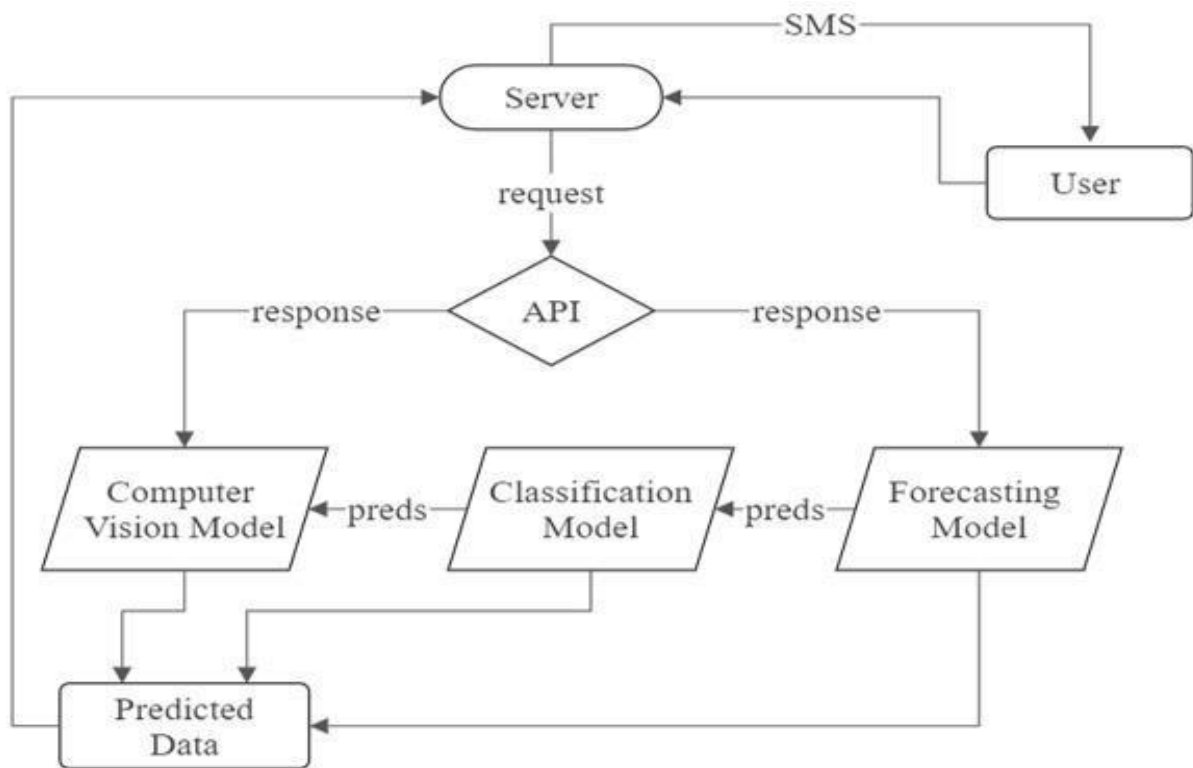 SMS
Server
User
request
API
response
response
Computer
Vision Model
preds
Classification
Model
preds
Forecasting
Model
Predicted
Data